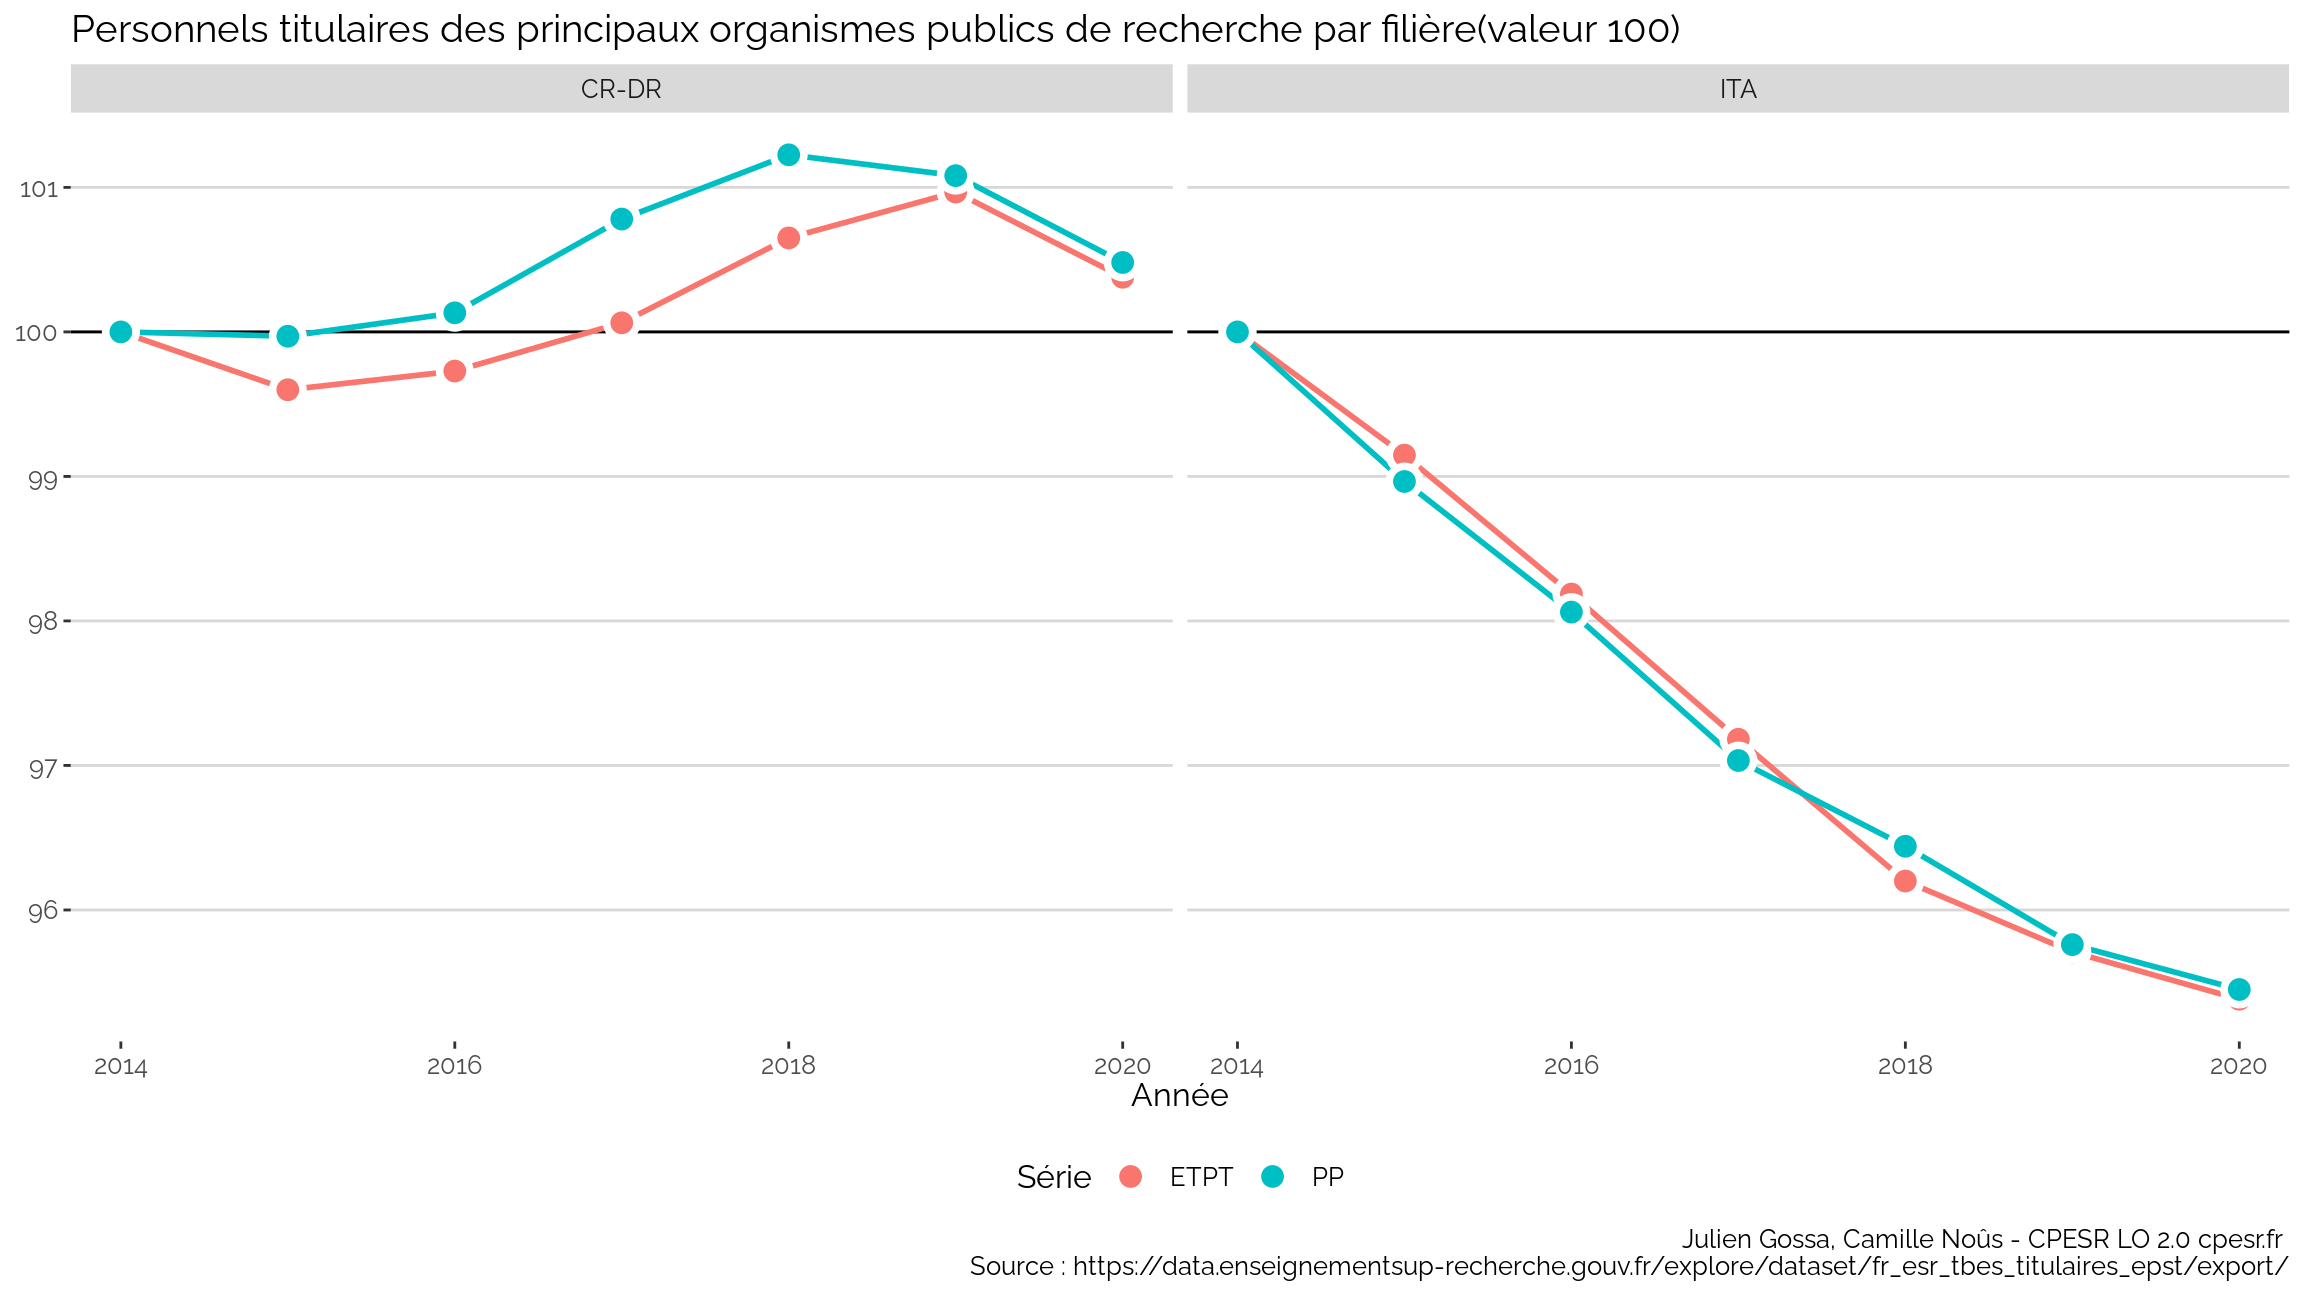 Personnels titulaires des principaux organismes publics de recherche par filière(valeur 100)
CR-DR
ITA
101
100
99
98
97
96
2014 2016 2018 2020 2014 2016 2018 2020
Année
Série ETPT PP
Julien Gossa, Camille Noûs - CPESR LO 2.0 cpesr.fr
Source : https://data.enseignementsup-recherche.gouv.fr/explore/dataset/fr_esr_tbes_titulaires_epst/export/